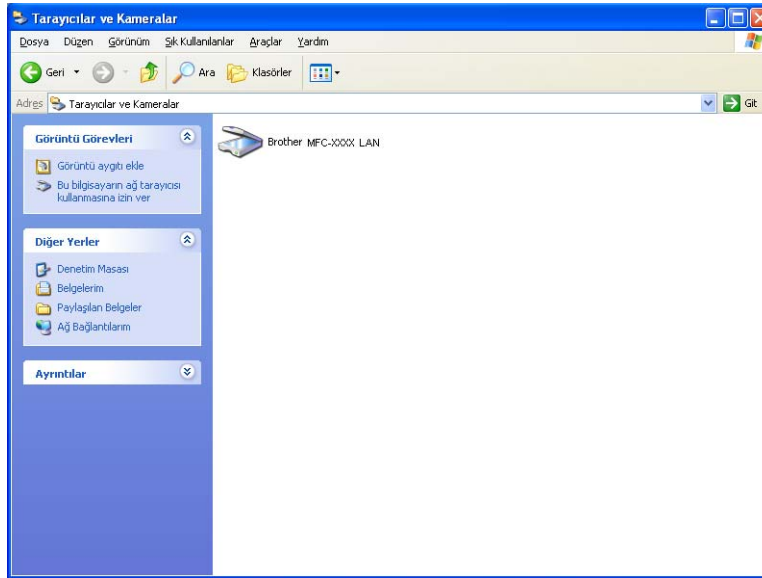 Tarayıcılar ve Kameralar
Dosya Düzen Görünüm Sık Kullanılanlar Araçlar Yardım
Geri Ara Klasörler
Adres Tarayıcılar ve Kameralar Git
Görüntü Görevleri
Görüntü aygıtı ekle
Bu bilgisayarın ağ tarayıcısı
kullanmasına izin ver
Diğer Yerler
Denetim Masası
Belgelerim
Paylaşılan Belgeler
Ağ Bağlantılarım
Ayrıntılar
Brother MFC-XXXX LAN